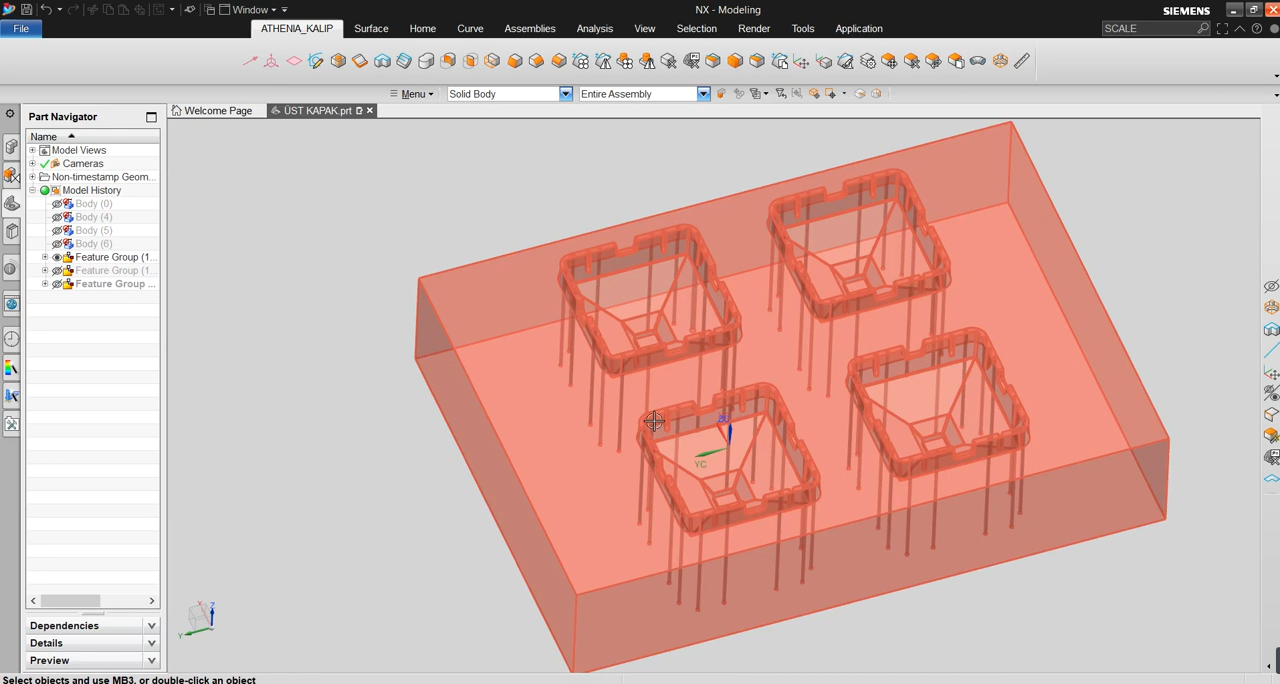 Window
NX - Modeling
SIEMENS
File
ATHENIA_KALIP
Surface
Home
Curve
Assemblies
Analysis
View
Selection
Render
Tools
Application
SCALE
Menu
Solid Body
Entire Assembly
Part Navigator
Welcome Page
ÜST KAPAK.prt
Name
Model Views
Cameras
Non-timestamp Geom...
Model History
Body (0)
Body (4)
Body (5)
Body (6)
Feature Group (1...
Feature Group (1...
Feature Group ...
YC
X
Z
Y
Dependencies
Details
Preview
Select objects and use MB3, or double-click an object